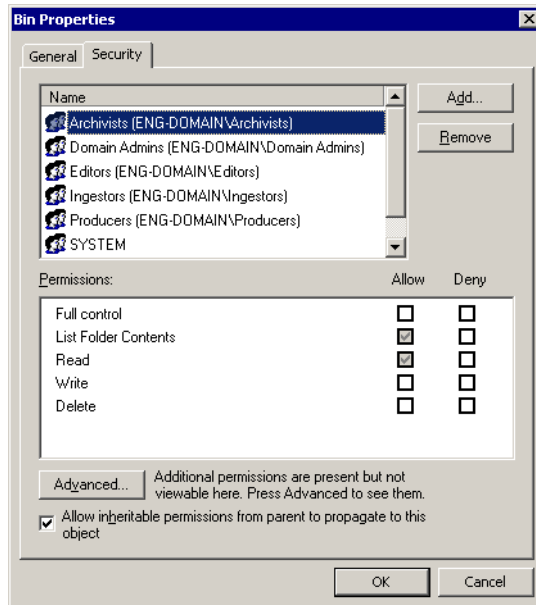 Bin Properties
General Security
Name
Archivists (ENG-DOMAIN\Archivists)
Domain Admins (ENG-DOMAIN\Domain Admins)
Editors (ENG-DOMAIN\Editors)
Ingestors (ENG-DOMAIN\Ingestors)
Producers (ENG-DOMAIN\Producers)
SYSTEM
Add...
Remove
Permissions: Allow Deny
Full control
List Folder Contents
Read
Write
Delete
Advanced...
Additional permissions are present but not
viewable here. Press Advanced to see them.
Allow inheritable permissions from parent to propagate to this
object
OK Cancel